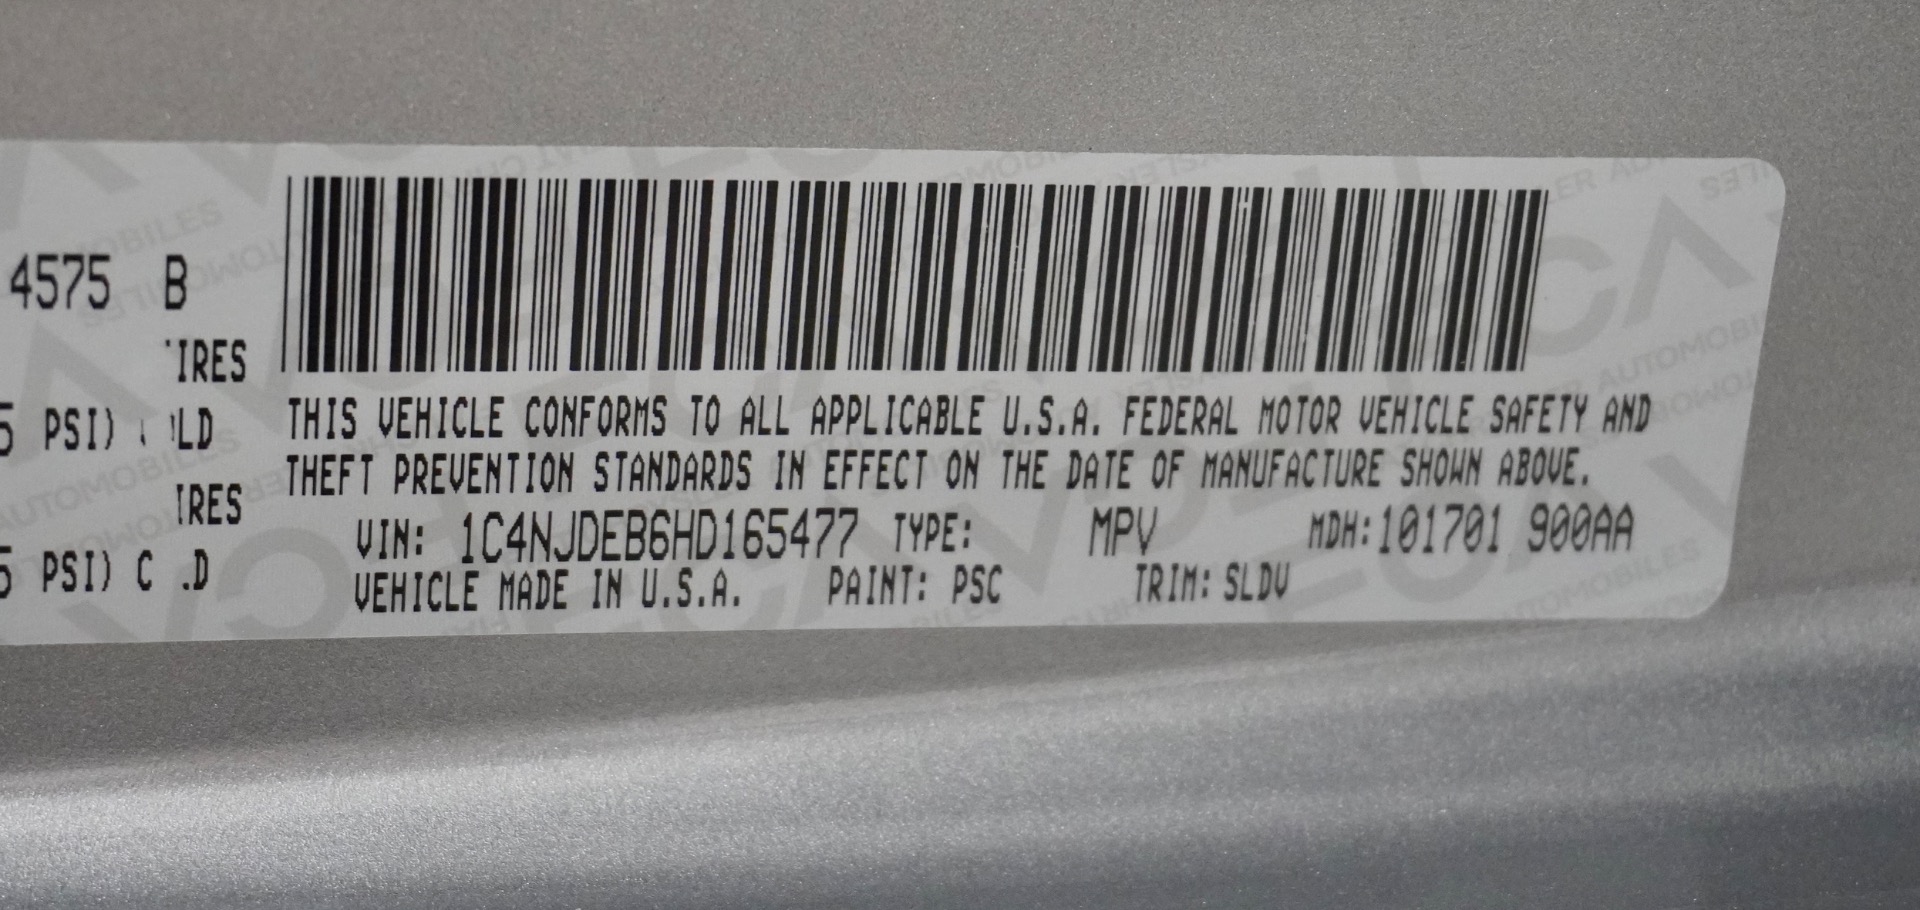 4575 B
IRES
5 PSI) LD
IRES
5 PSI) C .D
THIS VEHICLE CONFORMS TO ALL APPLICABLE U.S.A. FEDERAL MOTOR VEHICLE SAFETY AND
THEFT PREVENTION STANDARDS IN EFFECT ON THE DATE OF MANUFACTURE SHOWN ABOVE.
VIN: 1C4NJDEB6HD165477 TYPE: MPV MDH:101701 900AA
VEHICLE MADE IN U.S.A. PAINT: PSC TRIM: SLDV